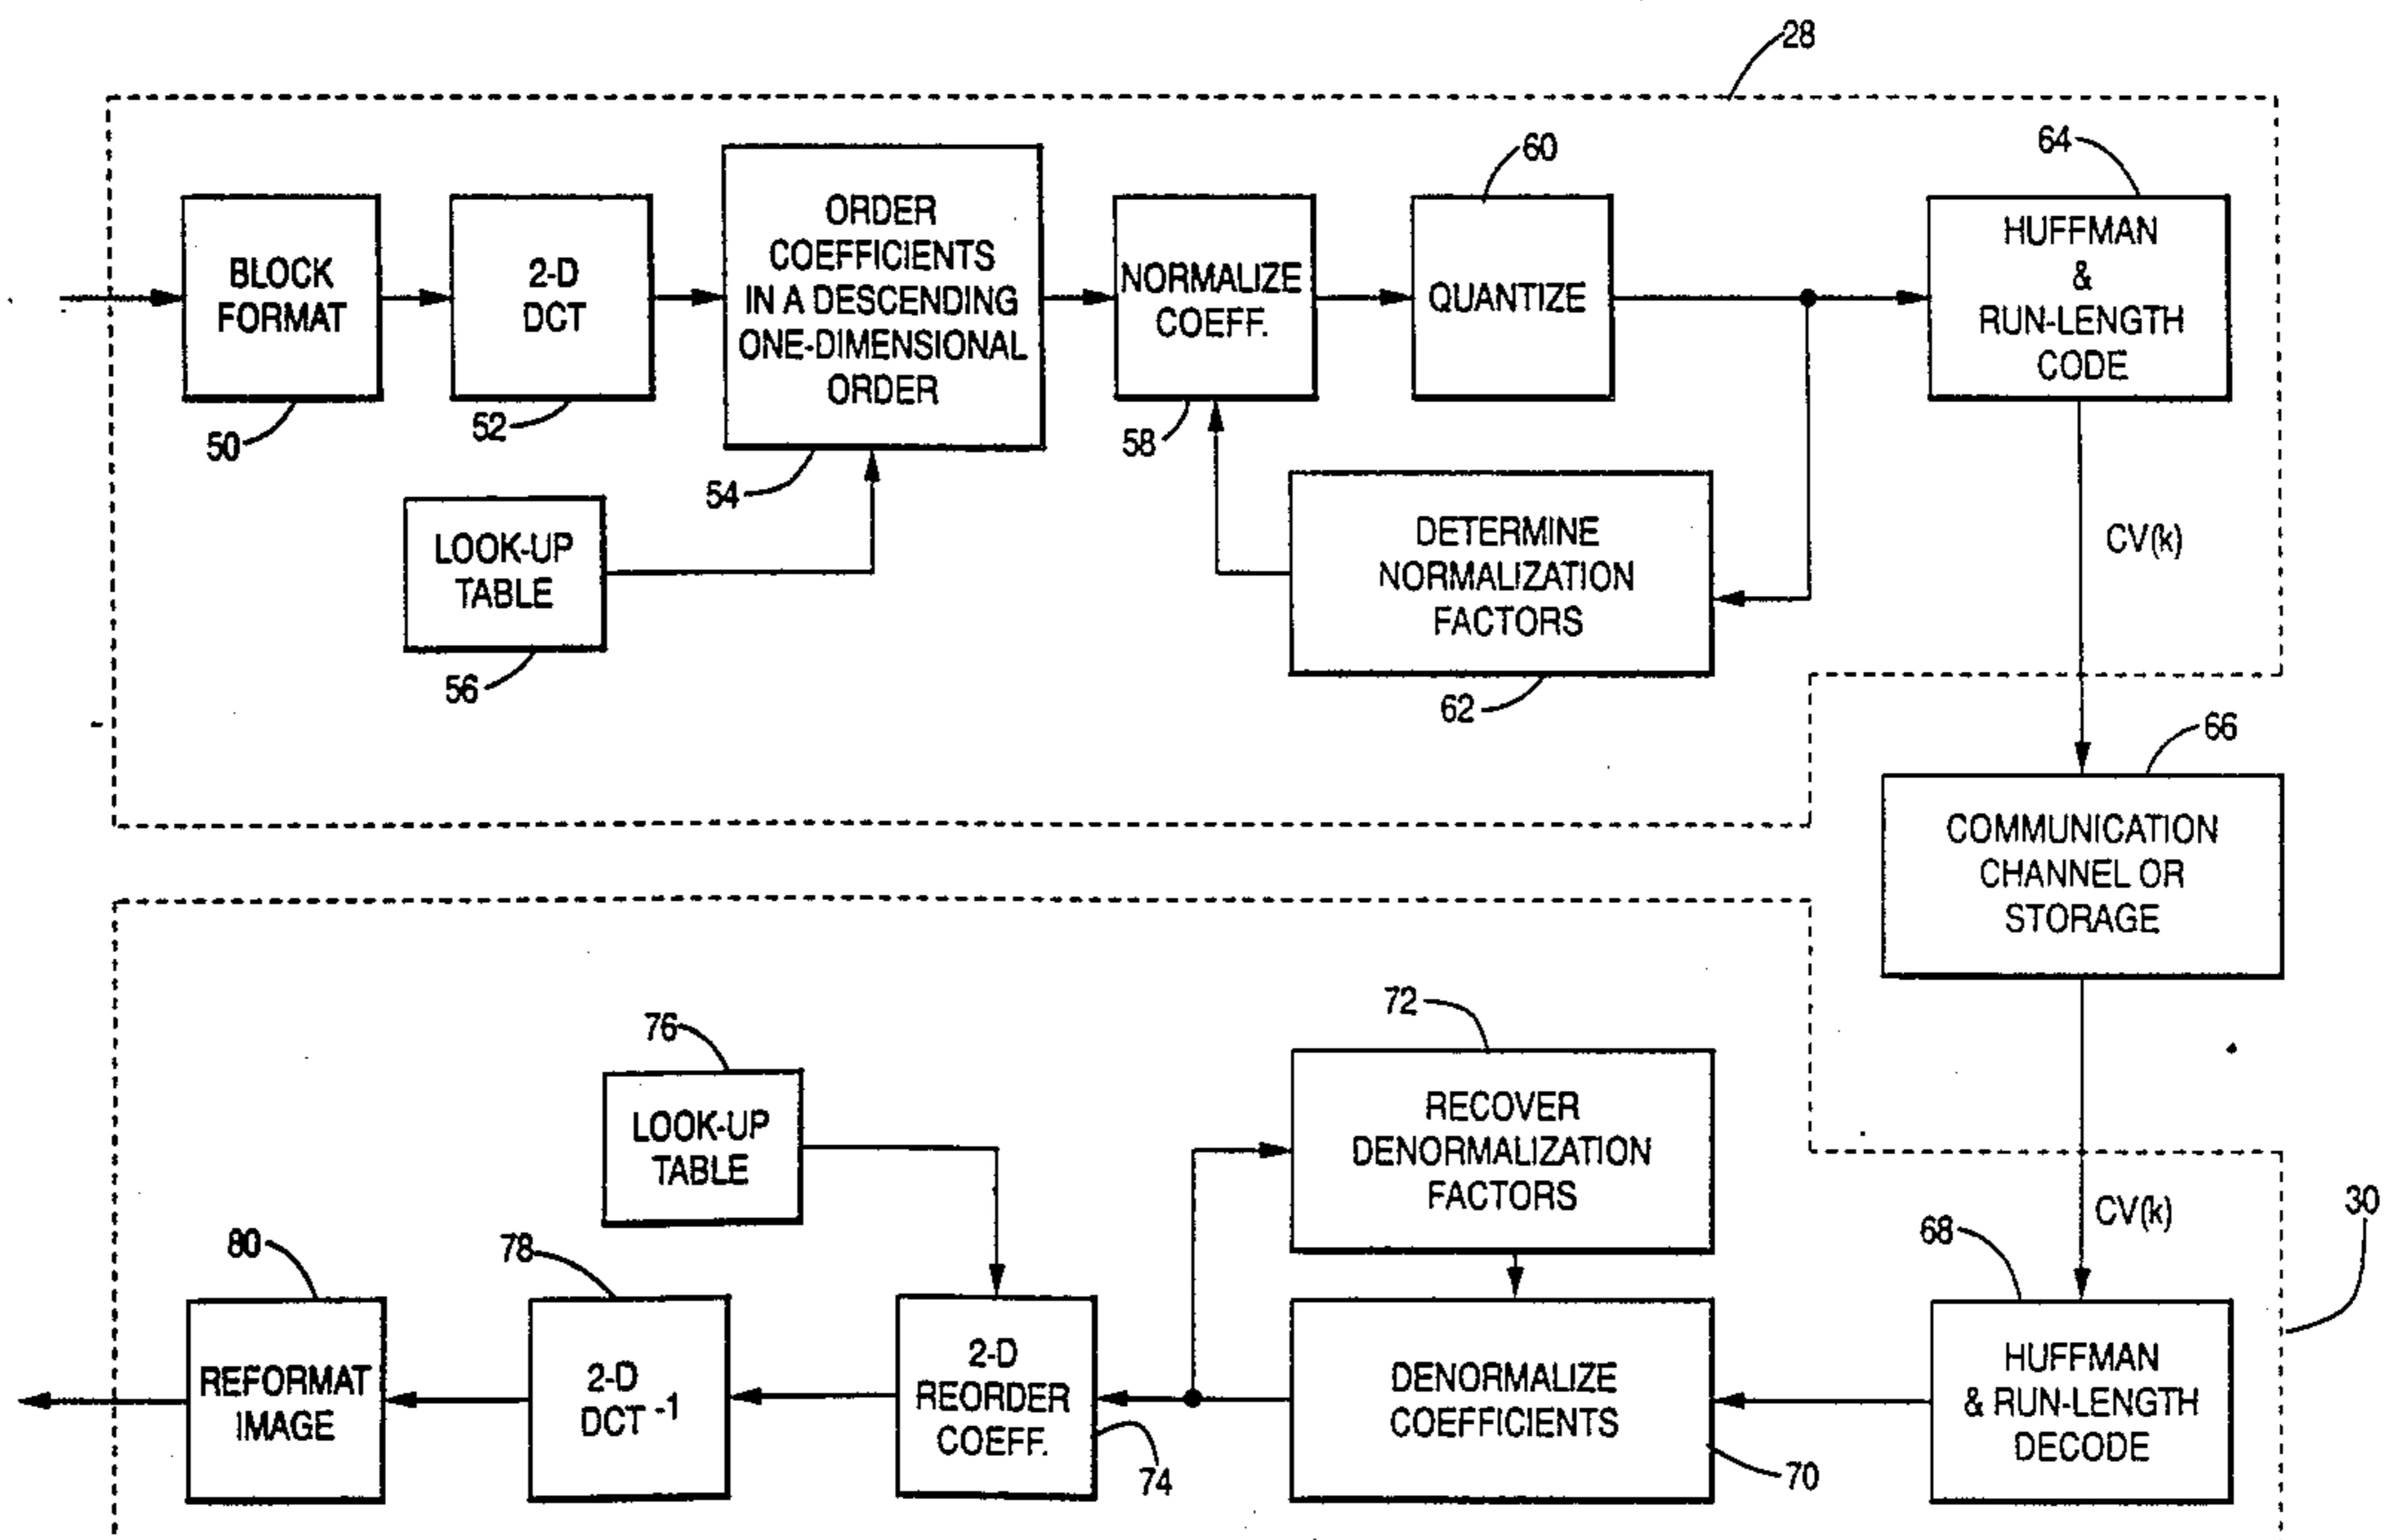 28
BLOCK
FORMAT
50
2-D
DCT
52
ORDER
COEFFICIENTS
IN A DESCENDING
ONE-DIMENSIONAL
ORDER
54
LOOK-UP
TABLE
56
NORMALIZE
COEFF.
58
60
QUANTIZE
DETERMINE
NORMALIZATION
FACTORS
62
64
HUFFMAN
&
RUN-LENGTH
CODE
CV(k)
66
COMMUNICATION
CHANNEL OR
STORAGE
CV(k)
30
68
HUFFMAN
& RUN-LENGTH
DECODE
72
RECOVER
DENORMALIZATION
FACTORS
DENORMALIZE
COEFFICIENTS
70
76
LOOK-UP
TABLE
2-D
REORDER
COEFF.
74
78
2-D
DCT -1
80
REFORMAT
IMAGE